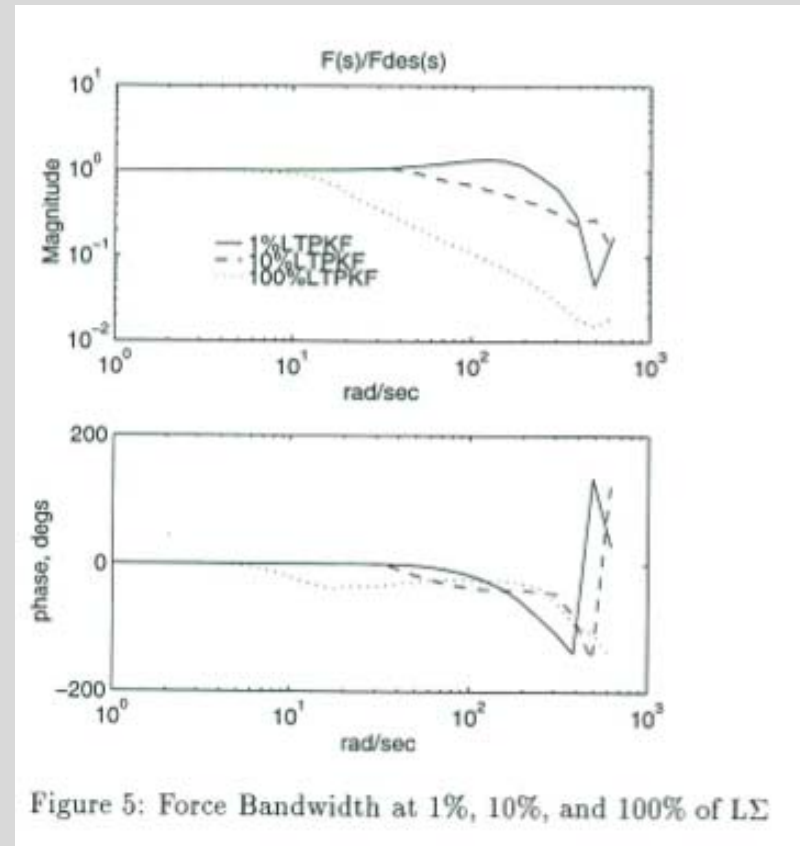 F(s)/Fdes(s)
10¹
10⁰
10⁻¹
10⁻²
Magnitude
1%LTPKF
10%LTPKF
100%LTPKF
10⁰
10¹
10²
10³
rad/sec
200
0
-200
phase, degs
10⁰
10¹
10²
10³
rad/sec
Figure 5: Force Bandwidth at 1%, 10%, and 100% of LΣ